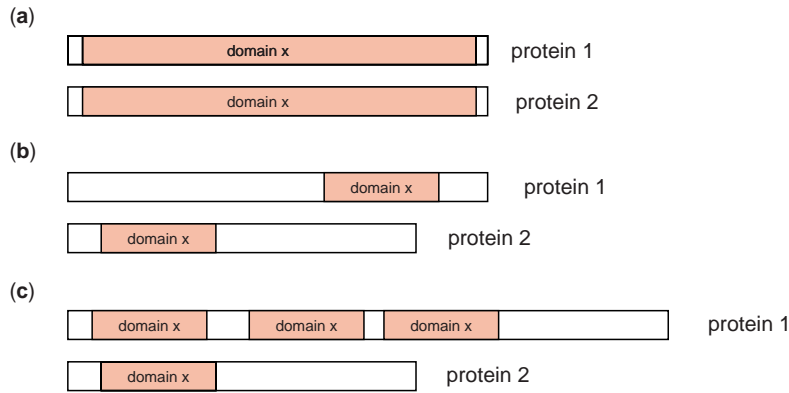 (a)
domain x protein 1
domain x protein 2
(b)
domain x protein 1
domain x protein 2
(c)
domain x domain x domain x protein 1
domain x protein 2